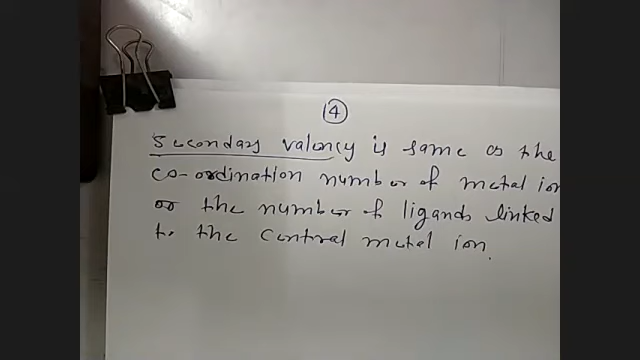 4
Secondary valency is same as the
co-ordination number of metal ion
or the number of ligands linked
to the central metal ion.